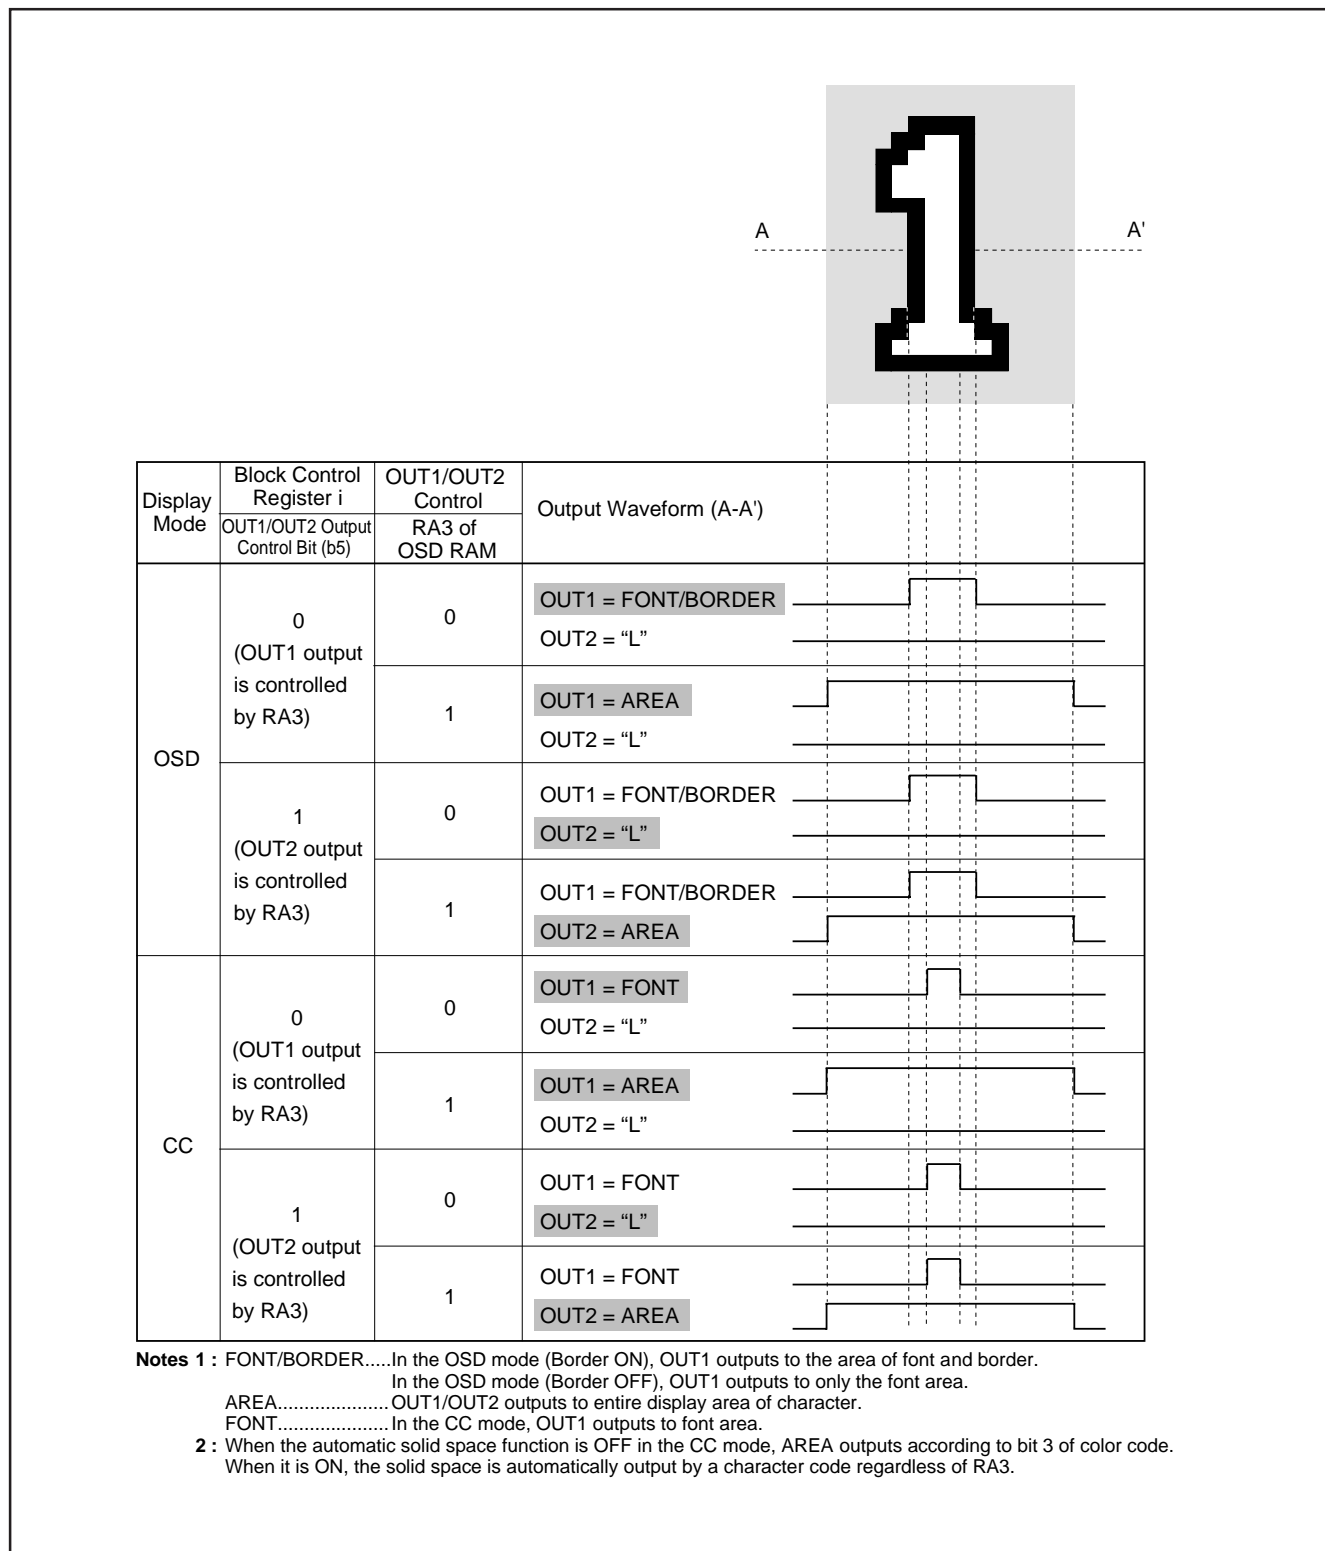 A
A'
Display
Mode
Block Control
Register i
OUT1/OUT2 Output
Control Bit (b5)
OUT1/OUT2
Control
RA3 of
OSD RAM
Output Waveform (A-A')
OSD
0
(OUT1 output
is controlled
by RA3)
0
OUT1 = FONT/BORDER
OUT2 = “L”
1
OUT1 = AREA
OUT2 = “L”
1
(OUT2 output
is controlled
by RA3)
0
OUT1 = FONT/BORDER
OUT2 = “L”
1
OUT1 = FONT/BORDER
OUT2 = AREA
CC
0
(OUT1 output
is controlled
by RA3)
0
OUT1 = FONT
OUT2 = “L”
1
OUT1 = AREA
OUT2 = “L”
1
(OUT2 output
is controlled
by RA3)
0
OUT1 = FONT
OUT2 = “L”
1
OUT1 = FONT
OUT2 = AREA
Notes 1 : FONT/BORDER.....In the OSD mode (Border ON), OUT1 outputs to the area of font and border.
In the OSD mode (Border OFF), OUT1 outputs to only the font area.
AREA.....................OUT1/OUT2 outputs to entire display area of character.
FONT.....................In the CC mode, OUT1 outputs to font area.
2 : When the automatic solid space function is OFF in the CC mode, AREA outputs according to bit 3 of color code.
When it is ON, the solid space is automatically output by a character code regardless of RA3.